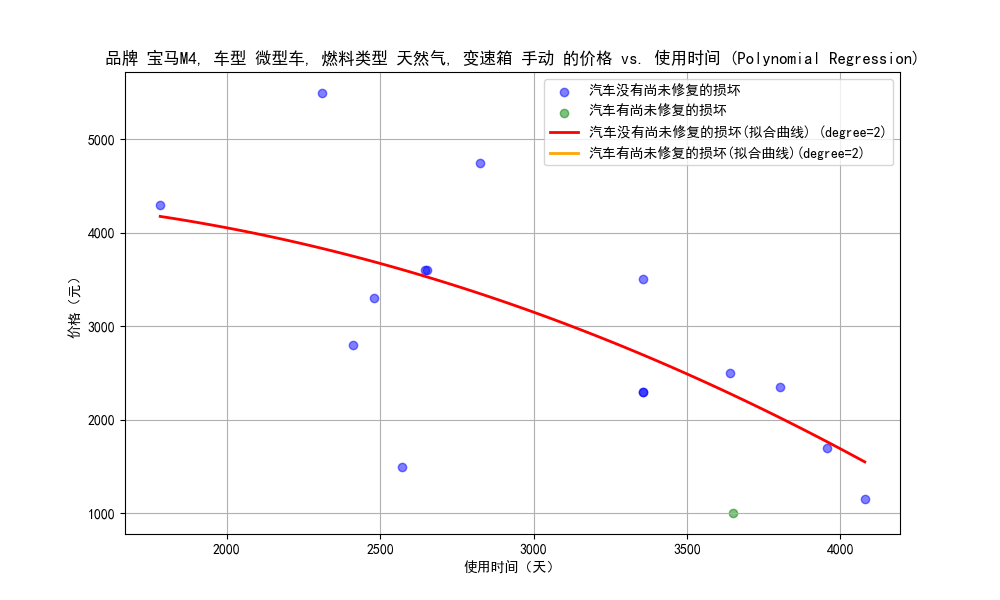 品牌 宝马M4, 车型 微型车, 燃料类型 天然气, 变速箱 手动 的价格 vs. 使用时间 (Polynomial Regression)
汽车没有尚未修复的损坏
汽车有尚未修复的损坏
汽车没有尚未修复的损坏(拟合曲线) (degree=2)
汽车有尚未修复的损坏(拟合曲线)(degree=2)
价格（元）
5000
4000
3000
2000
1000
2000 2500 3000 3500 4000
使用时间（天）